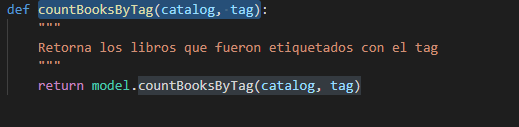 def countBooksByTag(catalog, tag):
"""
Retorna los libros que fueron etiquetados con el tag
"""
return model.countBooksByTag(catalog, tag)